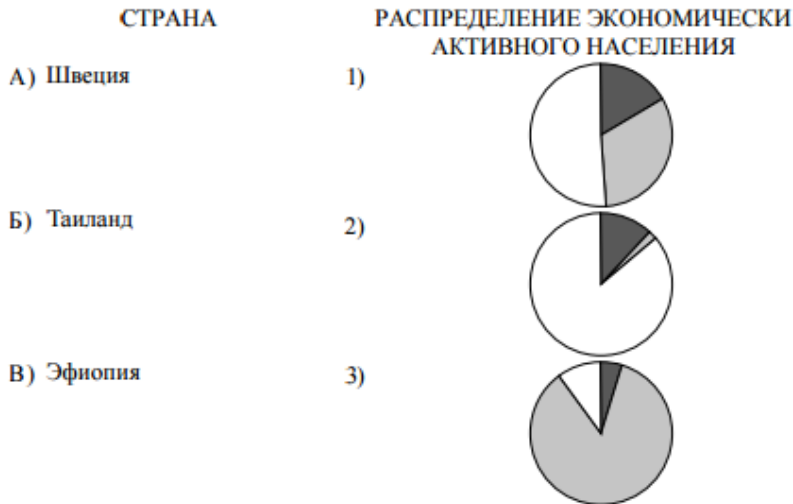 СТРАНА
РАСПРЕДЕЛЕНИЕ ЭКОНОМИЧЕСКИ
АКТИВНОГО НАСЕЛЕНИЯ
А) Швеция
1)
Б) Таиланд
2)
В) Эфиопия
3)